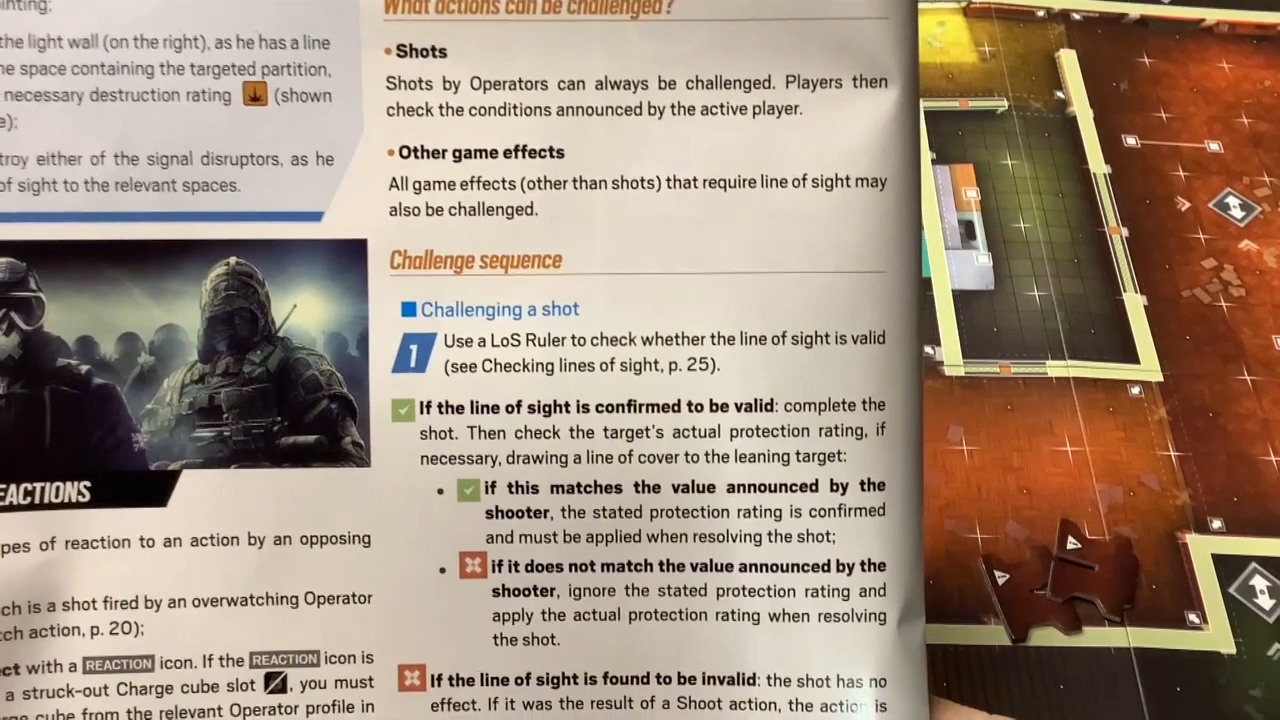 the light wall (on the right), as he has a line
space containing the targeted partition,
necessary destruction rating (shown
either of the signal disruptors, as he
of sight to the relevant spaces.
types of reaction to an action by an opposing
is a shot fired by an overwatching Operator
action, p. 20);
with a REACTION icon. If the REACTION icon is
a struck-out Charge cube slot , you must
cube from the relevant Operator profile in
What actions can be challenged?
• Shots
Shots by Operators can always be challenged. Players then
check the conditions announced by the active player.
• Other game effects
All game effects (other than shots) that require line of sight may
also be challenged.
Challenge sequence
Challenging a shot
1 Use a LoS Ruler to check whether the line of sight is valid
(see Checking lines of sight, p. 25).
If the line of sight is confirmed to be valid: complete the
shot. Then check the target's actual protection rating, if
necessary, drawing a line of cover to the leaning target:
• if this matches the value announced by the
shooter, the stated protection rating is confirmed
and must be applied when resolving the shot;
• if it does not match the value announced by the
shooter, ignore the stated protection rating and
apply the actual protection rating when resolving
the shot.
If the line of sight is found to be invalid: the shot has no
effect. If it was the result of a Shoot action, the action is